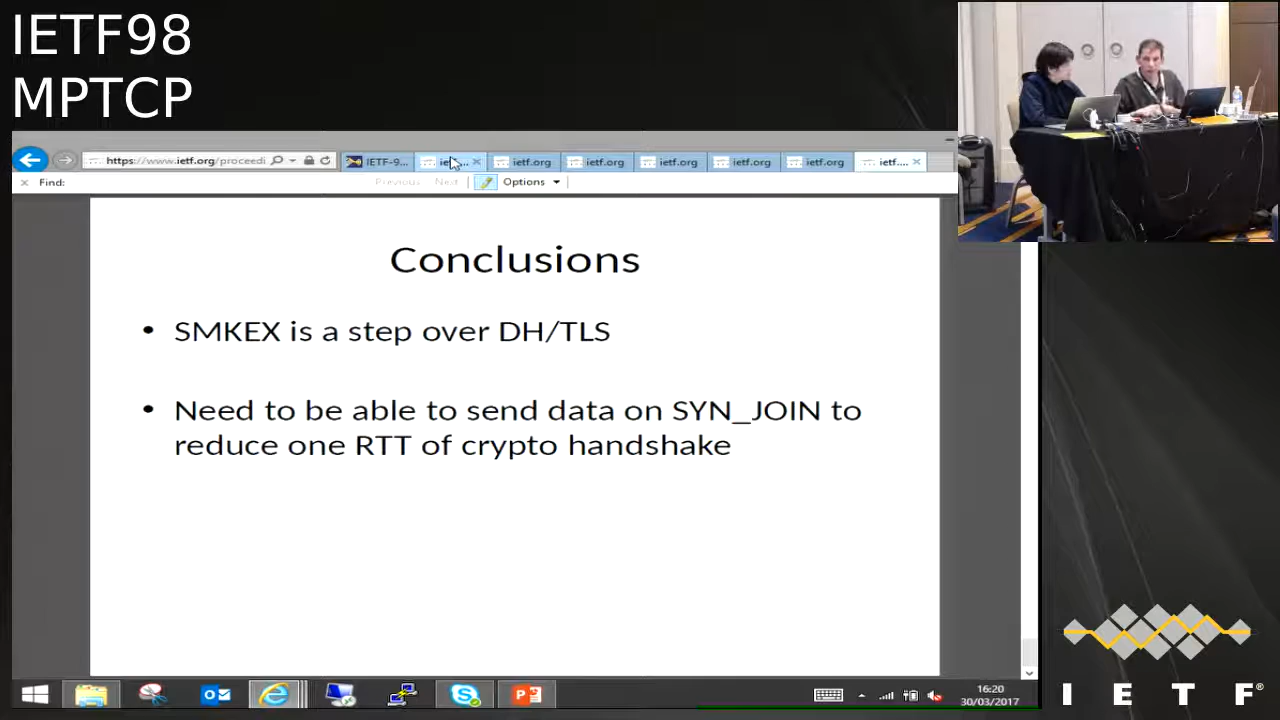 IETF98
MPTCP
https://www.ietf.org/proceedi
IETF-9...
ie...
ietf.org
ietf.org
ietf.org
ietf.org
ietf.org
ietf....
Find:
Previous
Next
Options
Conclusions
• SMKEX is a step over DH/TLS
• Need to be able to send data on SYN_JOIN to
reduce one RTT of crypto handshake
16:20
30/03/2017
I E T F®